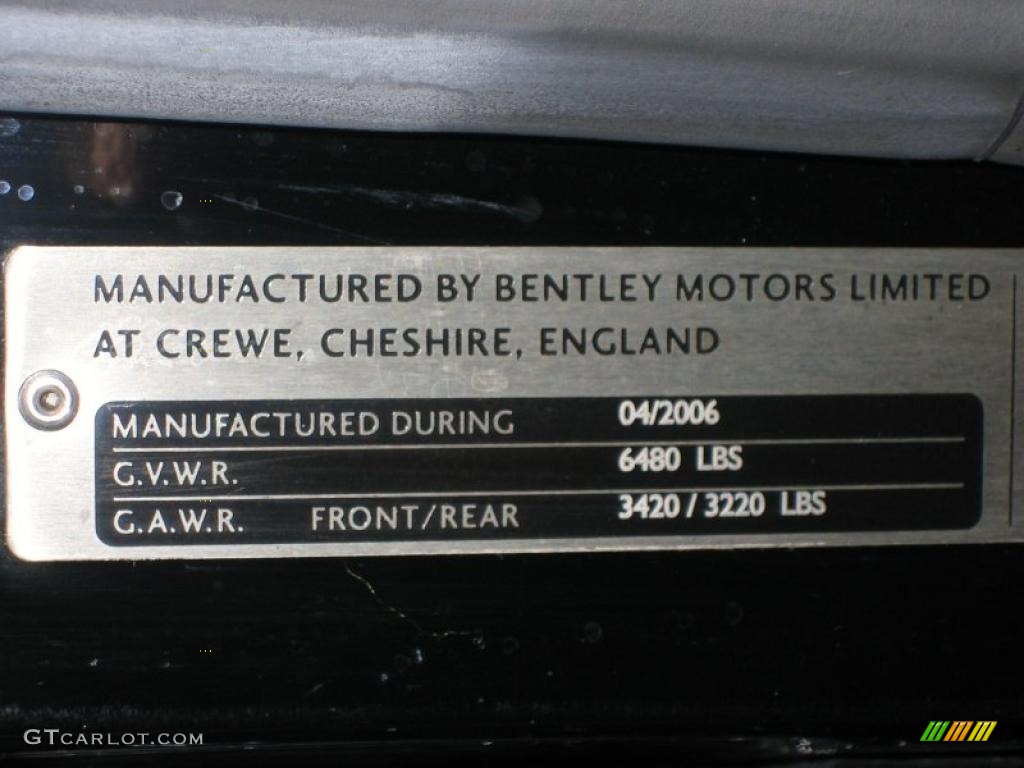 MANUFACTURED BY BENTLEY MOTORS LIMITED
AT CREWE, CHESHIRE, ENGLAND
MANUFACTURED DURING 04/2006
G.V.W.R. 6480 LBS
G.A.W.R. FRONT/REAR 3420 / 3220 LBS
GTCARLOT.COM